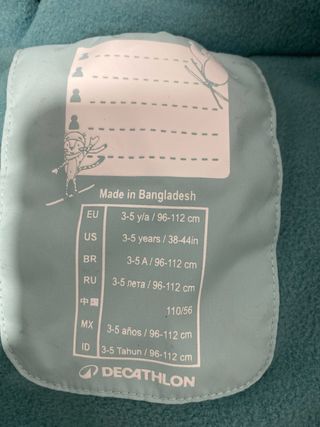 Made in Bangladesh
EU 3-5 y/a / 96-112 cm
US 3-5 years / 38-44in
BR 3-5 A / 96-112 cm
RU 3-5 лета / 96-112 cm
中国 110/56
MX 3-5 años / 96-112 cm
ID 3-5 Tahun / 96-112 cm
DECATHLON